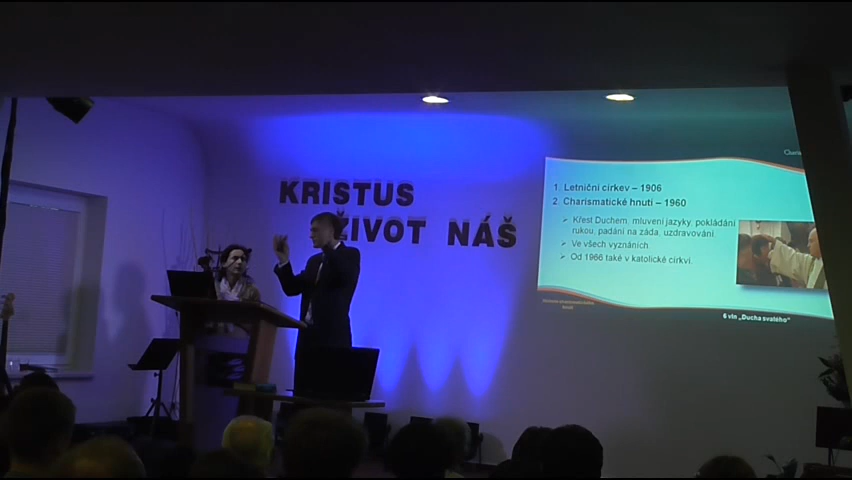 KRISTUS
ŽIVOT NÁŠ
Charis
1. Letniční církev – 1906
2. Charismatické hnutí – 1960
➢ Křest Duchem, mluvení jazyky, pokládání
rukou, padání na záda, uzdravování.
➢ Ve všech vyznáních.
➢ Od 1966 také v katolické církvi.
6 vln „Ducha svatého“